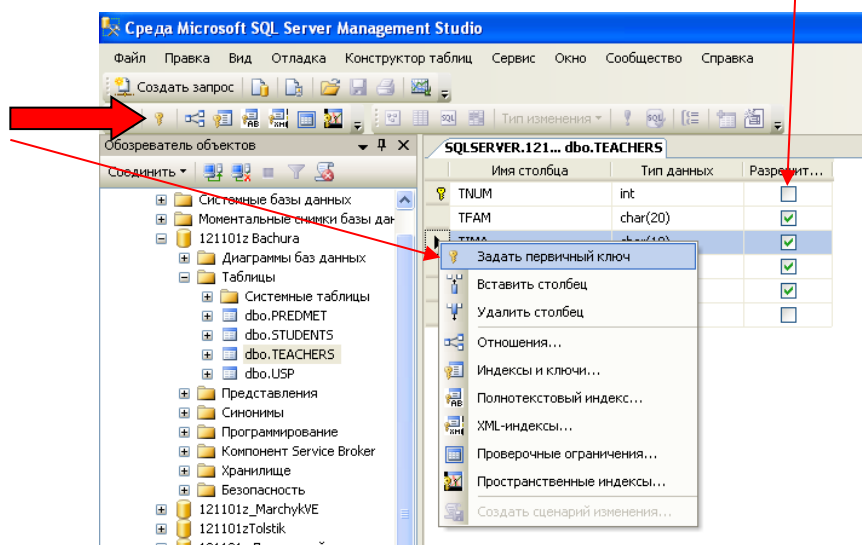 Среда Microsoft SQL Server Management Studio
Файл Правка Вид Отладка Конструктор таблиц Сервис Окно Сообщество Справка
Создать запрос
Тип изменения
Обозреватель объектов
SQLSERVER.121... dbo.TEACHERS
Соединить
Имя столбца Тип данных Разрешит...
Системные базы данных
TNUM int
Моментальные снимки базы дан
TFAM char(20)
121101z Bachura
TIMA char(10)
Диаграммы баз данных
Задать первичный ключ
Таблицы
Вставить столбец
Системные таблицы
Удалить столбец
dbo.PREDMET
dbo.STUDENTS
Отношения...
dbo.TEACHERS
Индексы и ключи...
dbo.USP
Полнотекстовый индекс...
Представления
Синонимы
XML-индексы...
Программирование
Проверочные ограничения...
Компонент Service Broker
Хранилище
Пространственные индексы...
Безопасность
121101z_MarchykVE
Создать сценарий изменения...
121101zTolstik